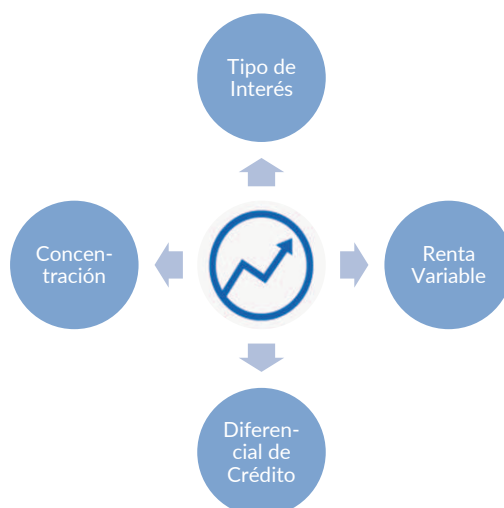 Tipo de
Interés
Concen-
tración
Renta
Variable
Diferen-
cial de
Crédito